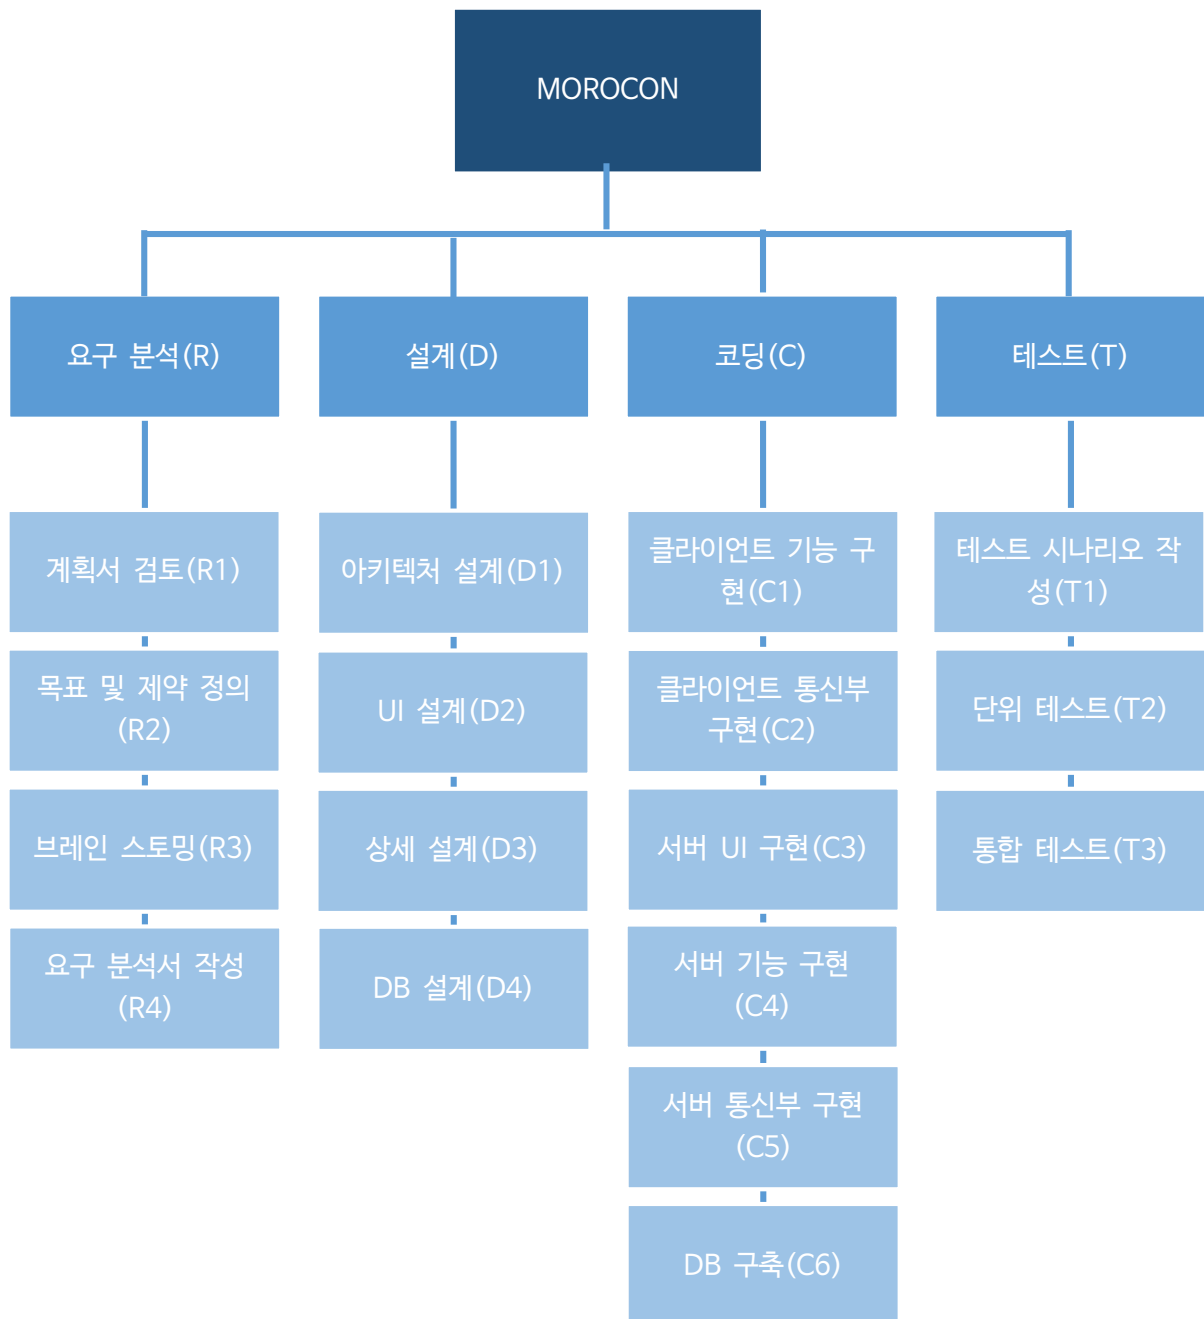 MOROCON
요구 분석(R)
설계(D)
코딩(C)
테스트(T)
계획서 검토(R1)
목표 및 제약 정의
(R2)
브레인 스토밍(R3)
요구 분석서 작성
(R4)
아키텍처 설계(D1)
UI 설계(D2)
상세 설계(D3)
DB 설계(D4)
클라이언트 기능 구
현(C1)
클라이언트 통신부
구현(C2)
서버 UI 구현(C3)
서버 기능 구현
(C4)
서버 통신부 구현
(C5)
DB 구축(C6)
테스트 시나리오 작
성(T1)
단위 테스트(T2)
통합 테스트(T3)